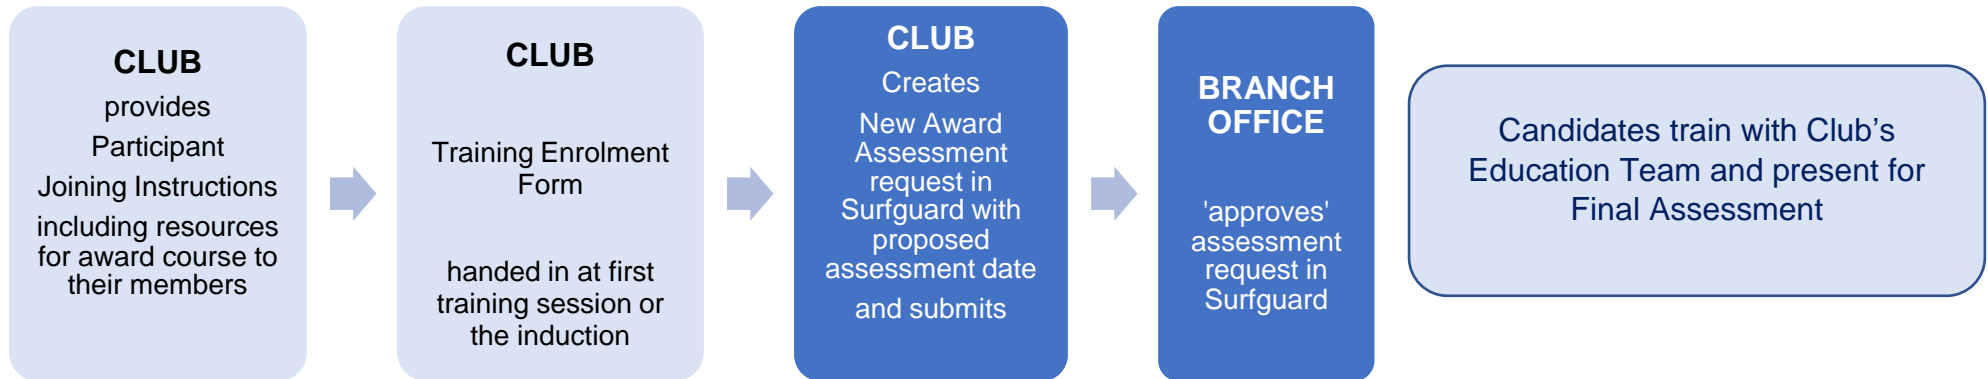 CLUB
provides
Participant
Joining Instructions
including resources
for award course to
their members
CLUB
Training Enrolment
Form
handed in at first
training session or
the induction
CLUB
Creates
New Award
Assessment
request in
Surfguard with
proposed
assessment date
and submits
BRANCH
OFFICE
'approves'
assessment
request in
Surfguard
Candidates train with Club’s
Education Team and present for
Final Assessment